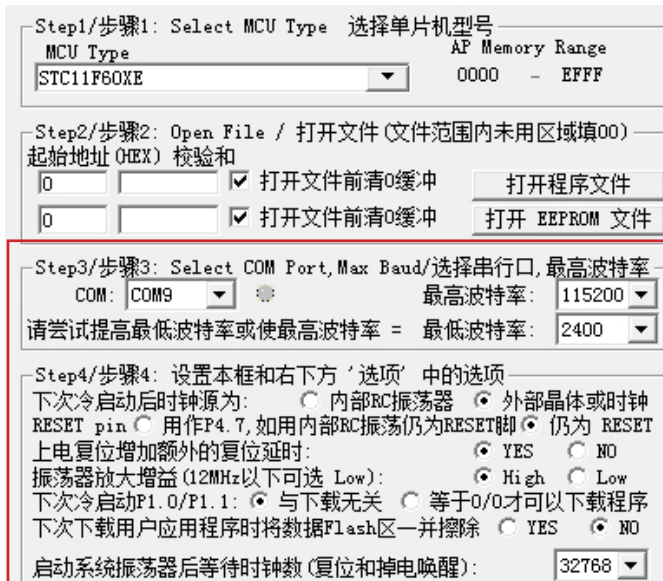 Step1/步骤1: Select MCU Type 选择单片机型号
MCU Type AP Memory Range
STC11F60XE 0000 - EFFF
Step2/步骤2: Open File / 打开文件(文件范围内未用区域填00)
起始地址(HEX) 校验和
0 打开文件前清0缓冲 打开程序文件
0 打开文件前清0缓冲 打开 EEPROM 文件
Step3/步骤3: Select COM Port,Max Baud/选择串行口,最高波特率
COM: COM9 最高波特率: 115200
请尝试提高最低波特率或使最高波特率 = 最低波特率: 2400
Step4/步骤4: 设置本框和右下方 '选项' 中的选项
下次冷启动后时钟源为: 内部RC振荡器 外部晶体或时钟
RESET pin 用作P4.7,如用内部RC振荡仍为RESET脚 仍为 RESET
上电复位增加额外的复位延时: YES NO
振荡器放大增益(12MHz以下可选 Low): High Low
下次冷启动P1.0/P1.1: 与下载无关 等于0/0才可以下载程序
下次下载用户应用程序时将数据Flash区一并擦除 YES NO
启动系统振荡器后等待时钟数(复位和掉电唤醒): 32768